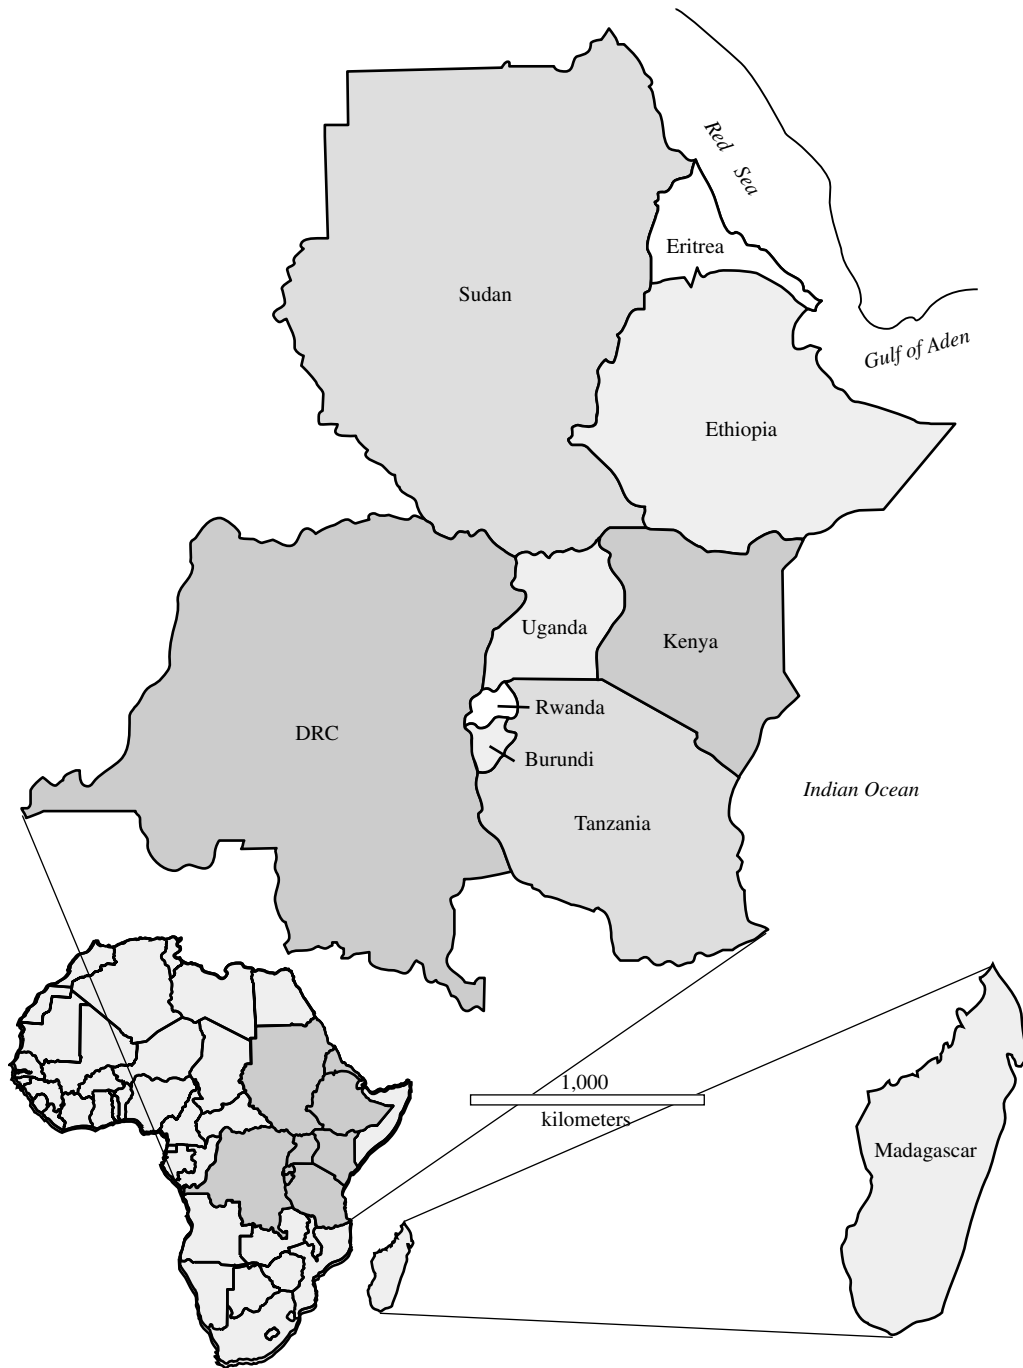 Red Sea
Eritrea
Sudan
Gulf of Aden
Ethiopia
Uganda
Kenya
Rwanda
DRC
Burundi
Indian Ocean
Tanzania
1,000
kilometers
Madagascar